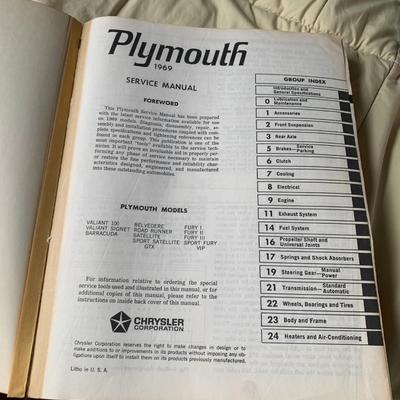 Plymouth
1969
SERVICE MANUAL
FOREWORD
This Plymouth Service Manual has been prepared
with the latest service information available for use
on 1969 models. Diagnosis, disassembly, repair, as-
sembly and installation procedures coupled with com-
plete specifications and tightening references can be
found in each group. This publication is one of the
most important "tools" available to the service tech-
nician. It will prove an invaluable aid in properly per-
forming any phase of service necessary to maintain
or restore the fine performance and reliability char-
acteristics designed, engineered, and manufactured
into these outstanding automobiles.
PLYMOUTH MODELS
VALIANT 100 BELVEDERE FURY I
VALIANT SIGNET ROAD RUNNER FURY II
BARRACUDA SATELLITE FURY III
SPORT SATELLITE SPORT FURY
GTX VIP
For information relative to ordering the special
service tools used and illustrated in this manual, or for
additional copies of this manual, please refer to the
instructions on inside back cover of this manual.
CHRYSLER
CORPORATION
Chrysler Corporation reserves the right to make changes in design or to
make additions to or improvements in its products without imposing any ob-
ligations upon itself to install them on its products previously manufactured.
Litho in U. S. A.
GROUP INDEX
Introduction and
General Specifications
0 Lubrication and
Maintenance
1 Accessories
2 Front Suspension
3 Rear Axle
5 Brakes—Service
Parking
6 Clutch
7 Cooling
8 Electrical
9 Engine
11 Exhaust System
14 Fuel System
16 Propeller Shaft and
Universal Joints
17 Springs and Shock Absorbers
19 Steering Gear—Manual
Power
21 Transmission—Standard
Automatic
22 Wheels, Bearings and Tires
23 Body and Frame
24 Heaters and Air-Conditioning